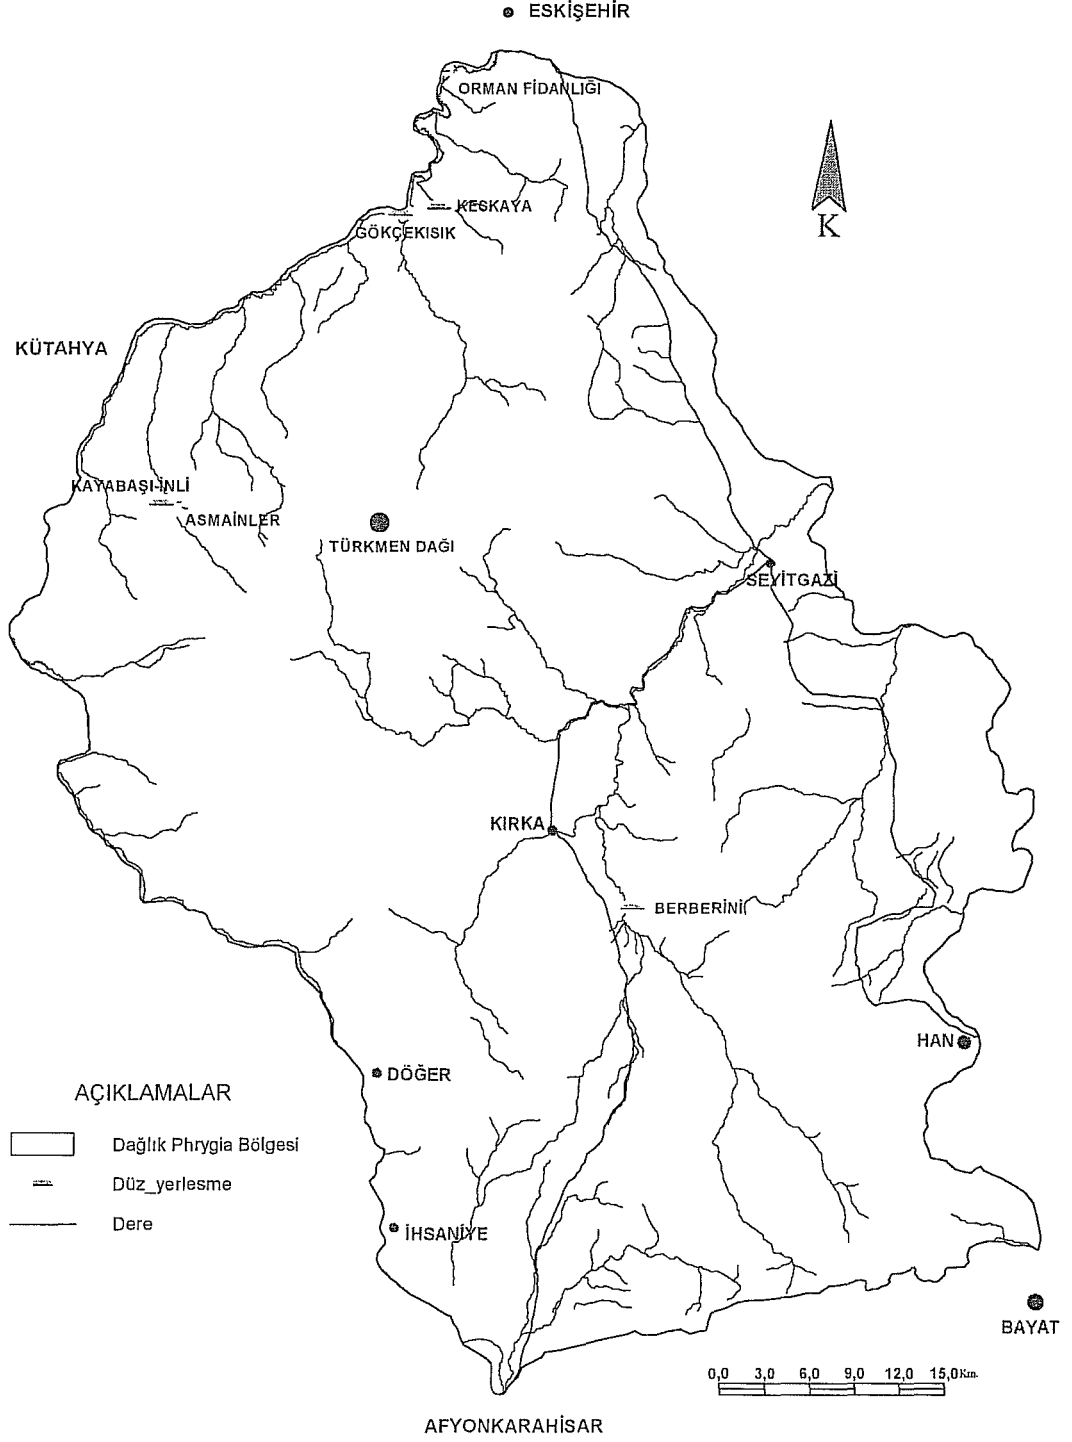 ESKİŞEHİR
ORMAN FİDANLIĞI
K
KESKAYA
GÖKÇEKISIK
KÜTAHYA
KAYABAŞI-İNLİ
ASMAİNLER
TÜRKMEN DAĞI
SEYİTGAZİ
KIRKA
BERBERİNİ
HAN
DÖĞER
AÇIKLAMALAR
Dağlık Phrygia Bölgesi
Düz_yerlesme
Dere
İHSANİYE
BAYAT
0,0 3,0 6,0 9,0 12,0 15,0 Km.
AFYONKARAHİSAR